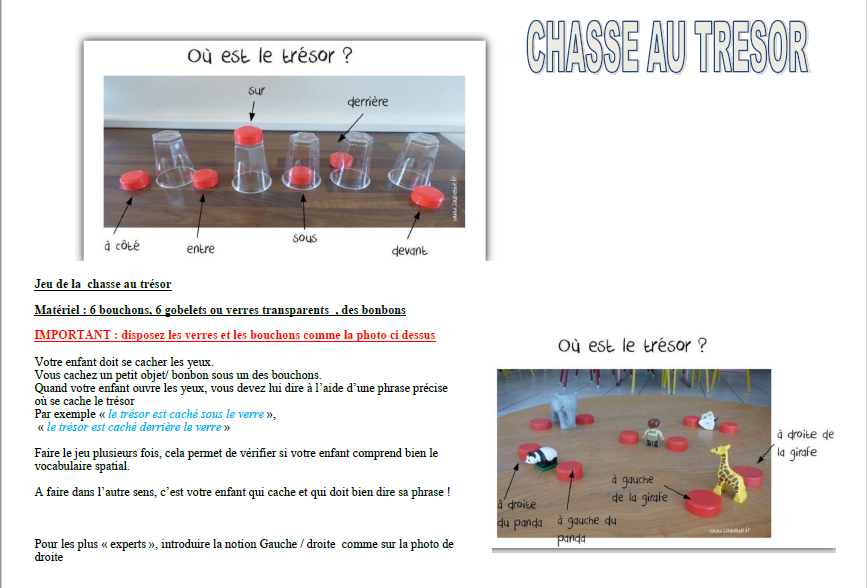 CHASSE AU TRESOR
Où est le trésor ?
sur
derrière
à côté
entre
sous
devant
Jeu de la chasse au trésor
Matériel : 6 bouchons, 6 gobelets ou verres transparents , des bonbons
IMPORTANT : disposez les verres et les bouchons comme la photo ci dessus
Votre enfant doit se cacher les yeux.
Vous cachez un petit objet/ bonbon sous un des bouchons.
Quand votre enfant ouvre les yeux, vous devez lui dire à l’aide d’une phrase précise
où se cache le trésor
Par exemple « le trésor est caché sous le verre »,
« le trésor est caché derrière le verre »
Faire le jeu plusieurs fois, cela permet de vérifier si votre enfant comprend bien le
vocabulaire spatial.
A faire dans l’autre sens, c’est votre enfant qui cache et qui doit bien dire sa phrase !
Pour les plus « experts », introduire la notion Gauche / droite comme sur la photo de
droite
Où est le trésor ?
à droite de
la girafe
à gauche
de la girafe
à droite
du panda
à gauche du
panda